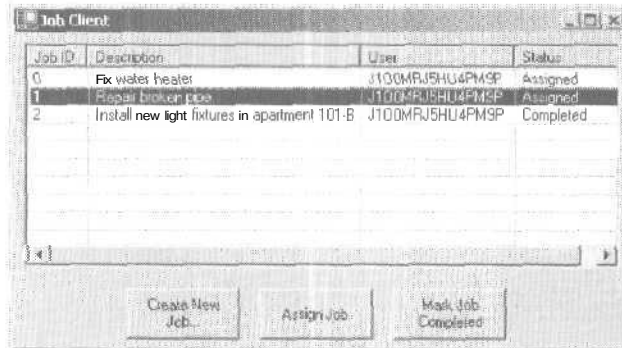 Job Client
Job ID Description User Status
0 Fix water heater J100MRJ5HU4PM9P Assigned
1 Repair broken pipe J100MRJ5HU4PM9P Assigned
2 Install new light fixtures in apartment 101-B J100MRJ5HU4PM9P Completed
Create New Job... Assign Job Mark Job Completed